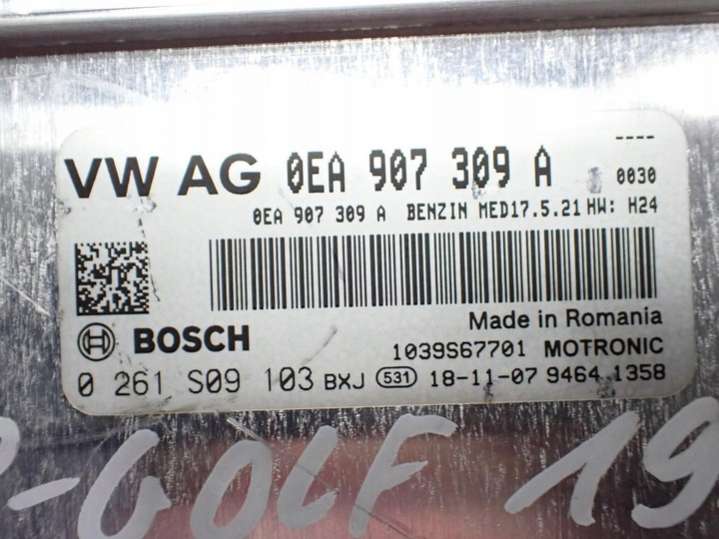 ----
VW AG 0EA 907 309 A 0030
0EA 907 309 A BENZIN MED17.5.21 HW: H24
BOSCH
Made in Romania
1039S67701 MOTRONIC
0 261 S09 103 BXJ 531 18-11-07 9464 1358
-GOLF 19